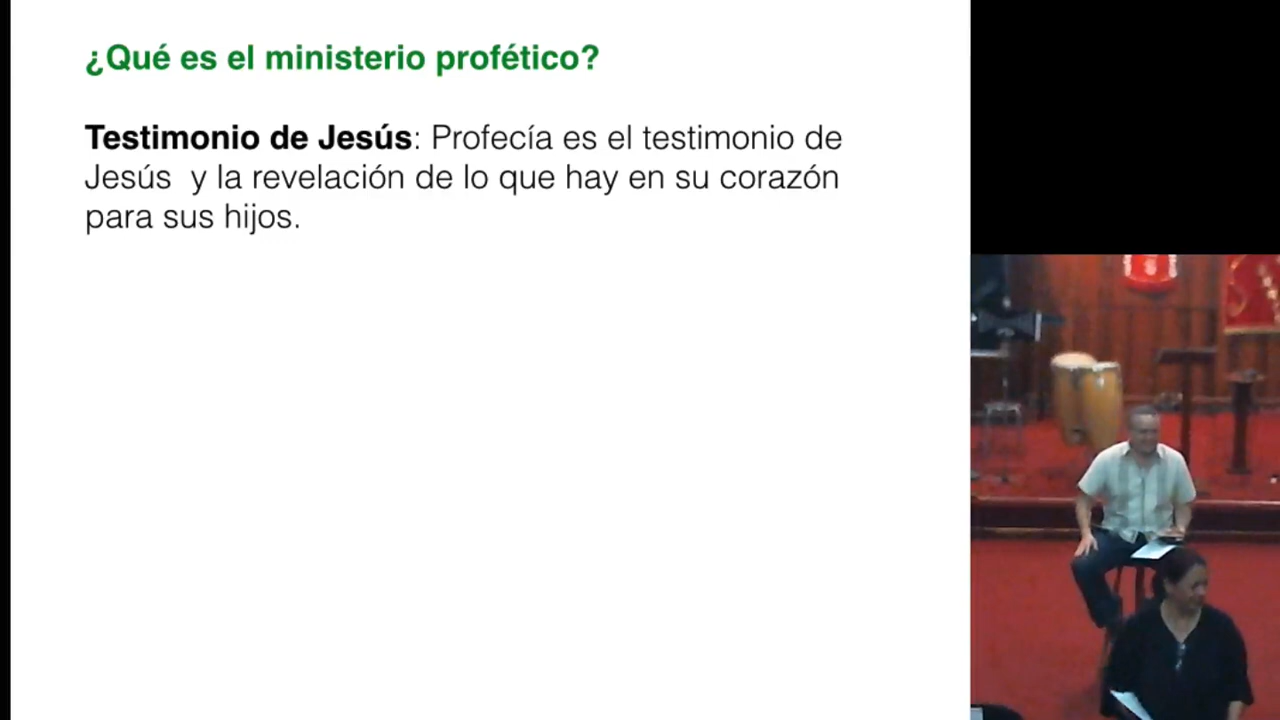 ¿Qué es el ministerio profético?
Testimonio de Jesús: Profecía es el testimonio de
Jesús  y la revelación de lo que hay en su corazón
para sus hijos.